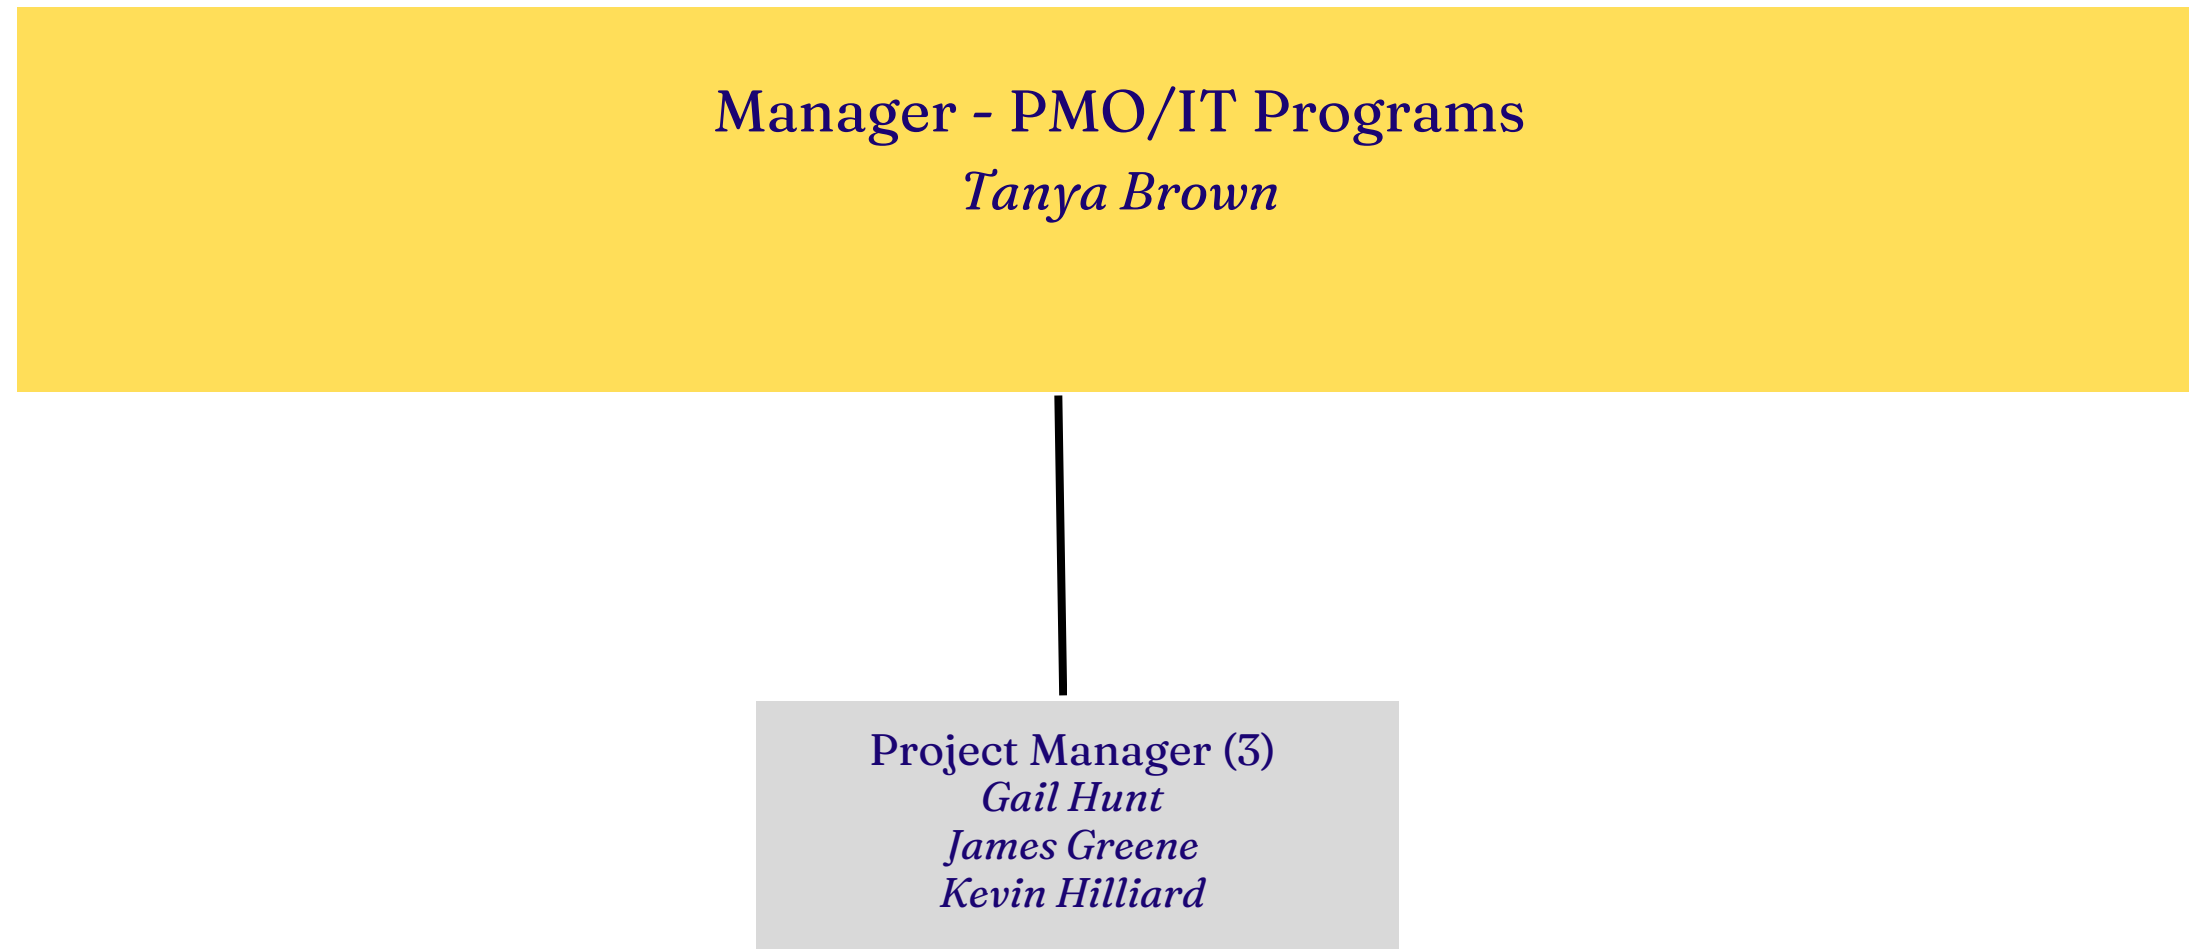 Manager - PMO/IT Programs
Tanya Brown
Project Manager (3)
Gail Hunt
James Greene
Kevin Hilliard